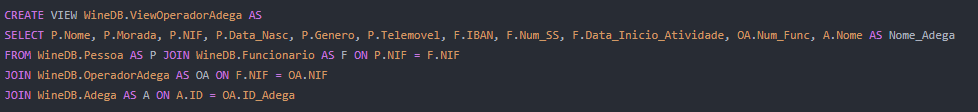 CREATE VIEW WineDB.ViewOperadorAdega AS
SELECT P.Nome, P.Morada, P.NIF, P.Data_Nasc, P.Genero, P.Telemovel, F.IBAN, F.Num_SS, F.Data_Inicio_Atividade, OA.Num_Func, A.Nome AS Nome_Adega
FROM WineDB.Pessoa AS P JOIN WineDB.Funcionario AS F ON P.NIF = F.NIF
JOIN WineDB.OperadorAdega AS OA ON F.NIF = OA.NIF
JOIN WineDB.Adega AS A ON A.ID = OA.ID_Adega